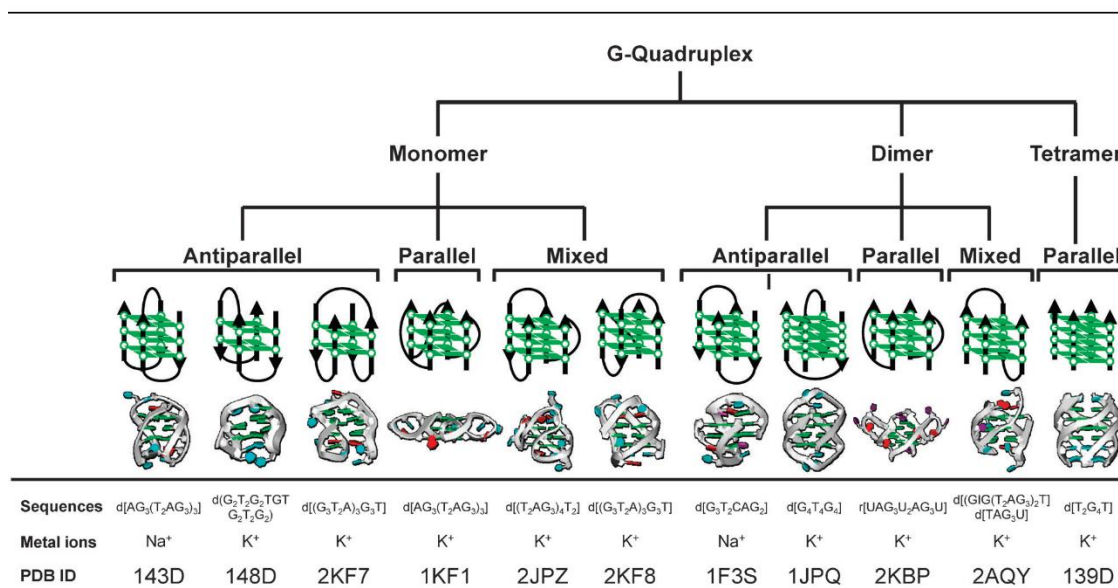 G-Quadruplex
Monomer Dimer Tetramer
Antiparallel Parallel Mixed Antiparallel Parallel Mixed Parallel
Sequences d[AG₃(T₂AG₃)₃] d(G₂T₂G₂TGT G₂T₂G₂) d[(G₃T₂A)₃G₃T] d[AG₃(T₂AG₃)₃] d[(T₂AG₃)₄T₂] d[(G₃T₂A)₃G₃T] d[G₃T₂CAG₂] d[G₄T₄G₄] r[UAG₃U₂AG₃U] d[(GIG(T₂AG₃)₂T] d[TAG₃U] d[T₂G₄T]
Metal ions Na⁺ K⁺ K⁺ K⁺ K⁺ K⁺ Na⁺ K⁺ K⁺ K⁺ K⁺
PDB ID 143D 148D 2KF7 1KF1 2JPZ 2KF8 1F3S 1JPQ 2KBP 2AQY 139D